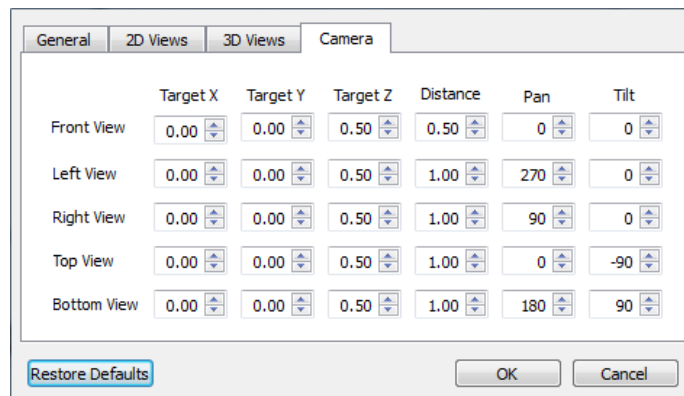 General 2D Views 3D Views Camera
Target X Target Y Target Z Distance Pan Tilt
Front View 0.00 0.00 0.50 0.50 0 0
Left View 0.00 0.00 0.50 1.00 270 0
Right View 0.00 0.00 0.50 1.00 90 0
Top View 0.00 0.00 0.50 1.00 0 -90
Bottom View 0.00 0.00 0.50 1.00 180 90
Restore Defaults OK Cancel